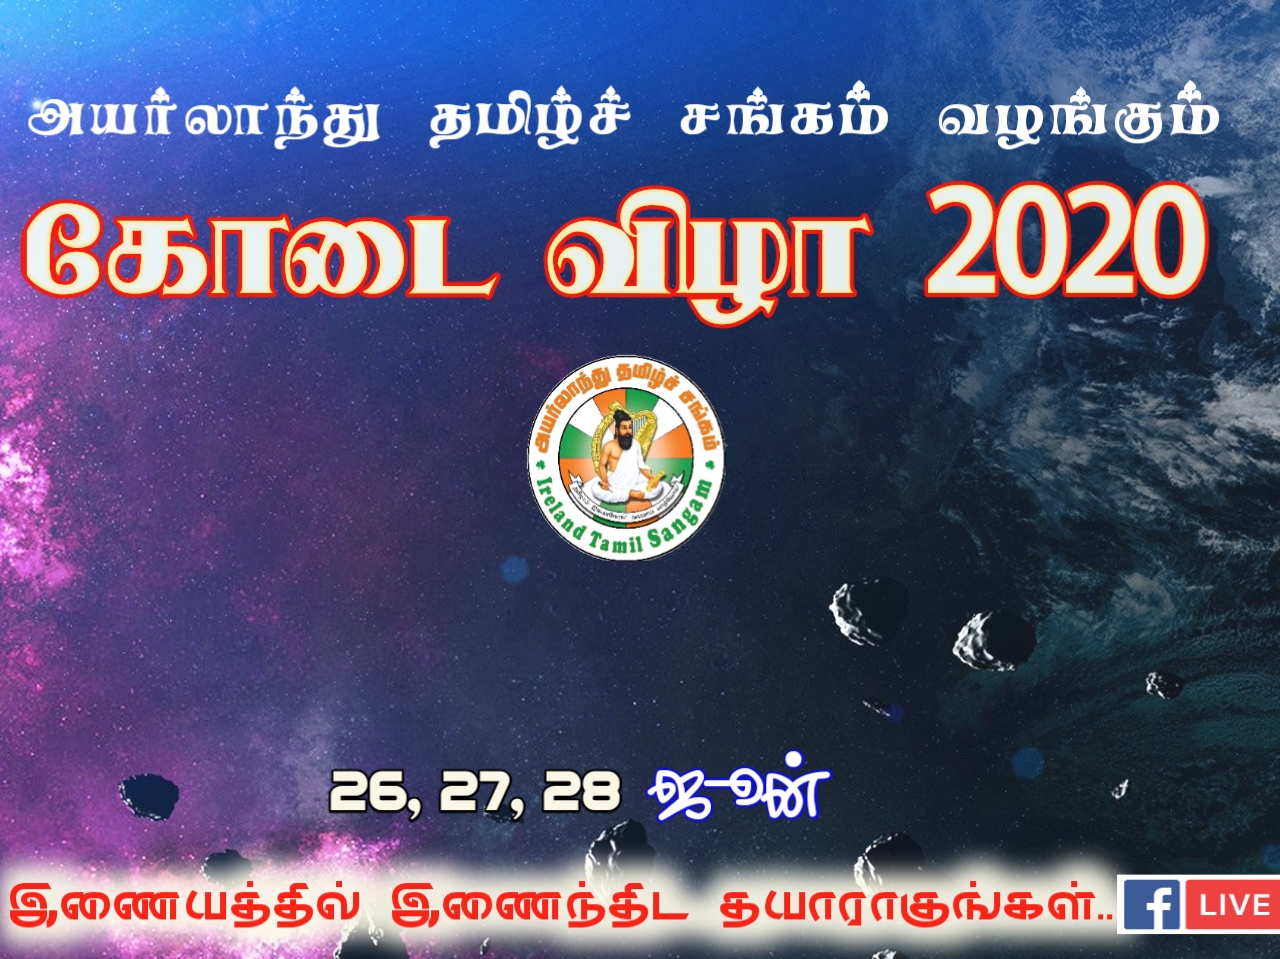 அயர்லாந்து தமிழ்ச் சங்கம் வழங்கும்
கோடை விழா 2020
அயர்லாந்து தமிழ்ச் சங்கம்
Ireland Tamil Sangam
26, 27, 28 ஜூன்
இணையத்தில் இணைந்திட தயாராகுங்கள்.. f LIVE